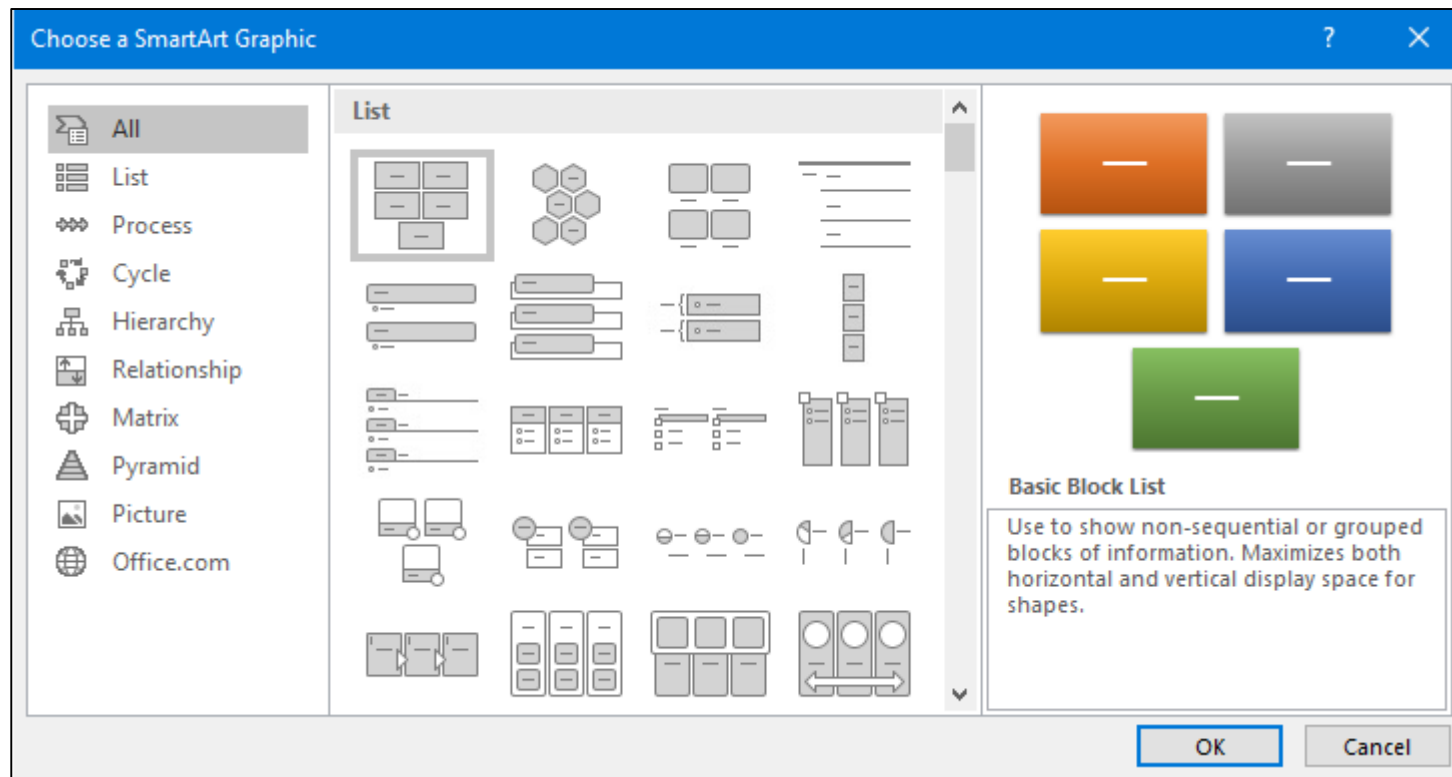 Choose a SmartArt Graphic
?
All
List
Process
Cycle
Hierarchy
Relationship
Matrix
Pyramid
Picture
Office.com
List
Basic Block List
Use to show non-sequential or grouped
blocks of information. Maximizes both
horizontal and vertical display space for
shapes.
OK
Cancel